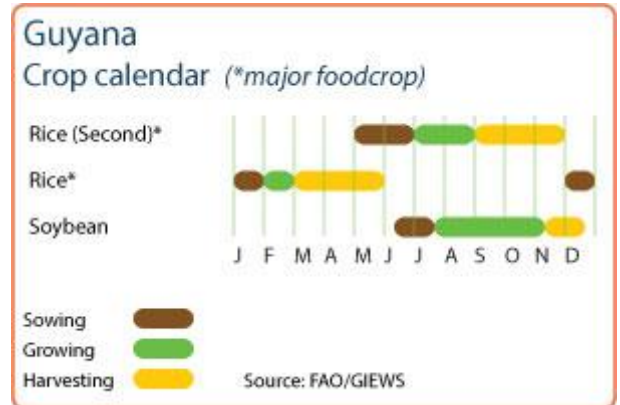 Guyana
Crop calendar (*major foodcrop)
Rice (Second)*
Rice*
Soybean
J F M A M J J A S O N D
Sowing
Growing
Harvesting
Source: FAO/GIEWS